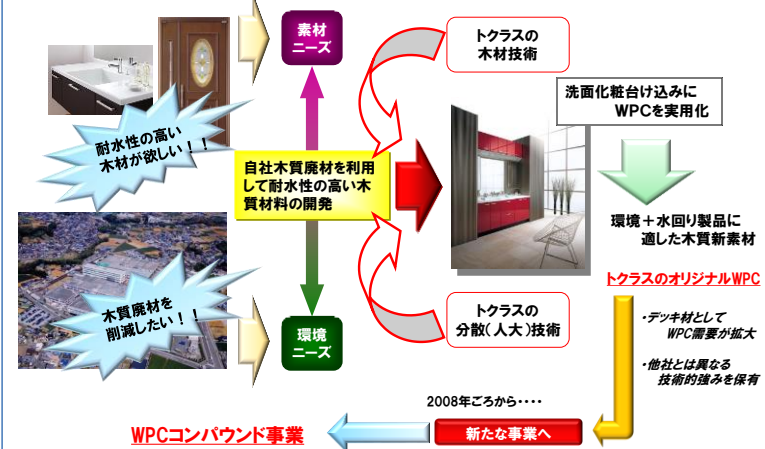 素材
ニーズ
トクラスの
木材技術
耐水性の高い
木材が欲しい！！
洗面化粧台け込みに
WPCを実用化
自社木質廃材を利用
して耐水性の高い木
質材料の開発
環境＋水回り製品に
適した木質新素材
トクラスのオリジナルWPC
木質廃材を
削減したい！！
環境
ニーズ
トクラスの
分散（人大）技術
・デッキ材として
WPC需要が拡大
・他社とは異なる
技術的強みを保有
2008年ごろから・・・・
新たな事業へ
WPCコンパウンド事業